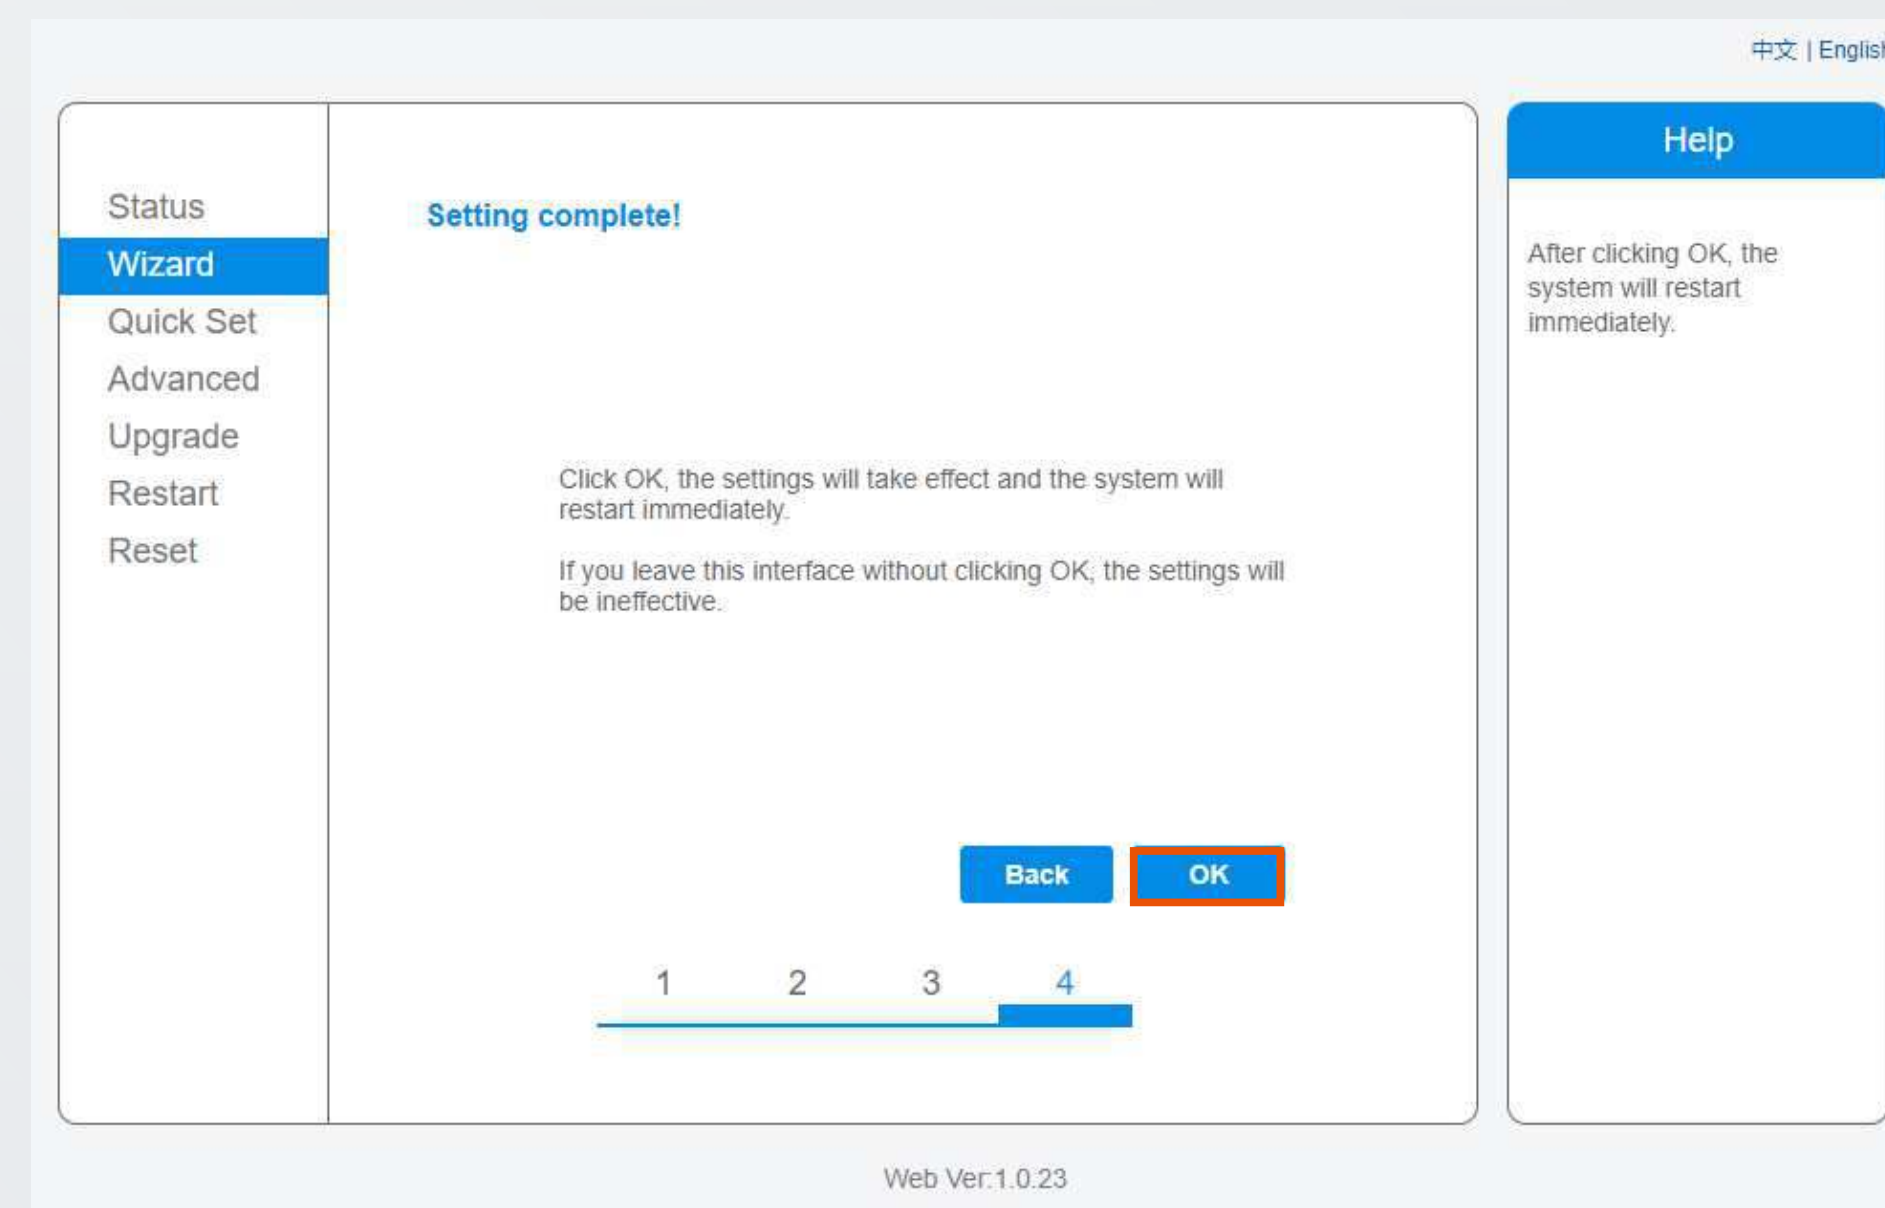 中文 | English
Status
Wizard
Quick Set
Advanced
Upgrade
Restart
Reset
Setting complete!
Click OK, the settings will take effect and the system will
restart immediately.
If you leave this interface without clicking OK, the settings will
be ineffective.
Back OK
1 2 3 4
Help
After clicking OK, the
system will restart
immediately.
Web Ver:1.0.23